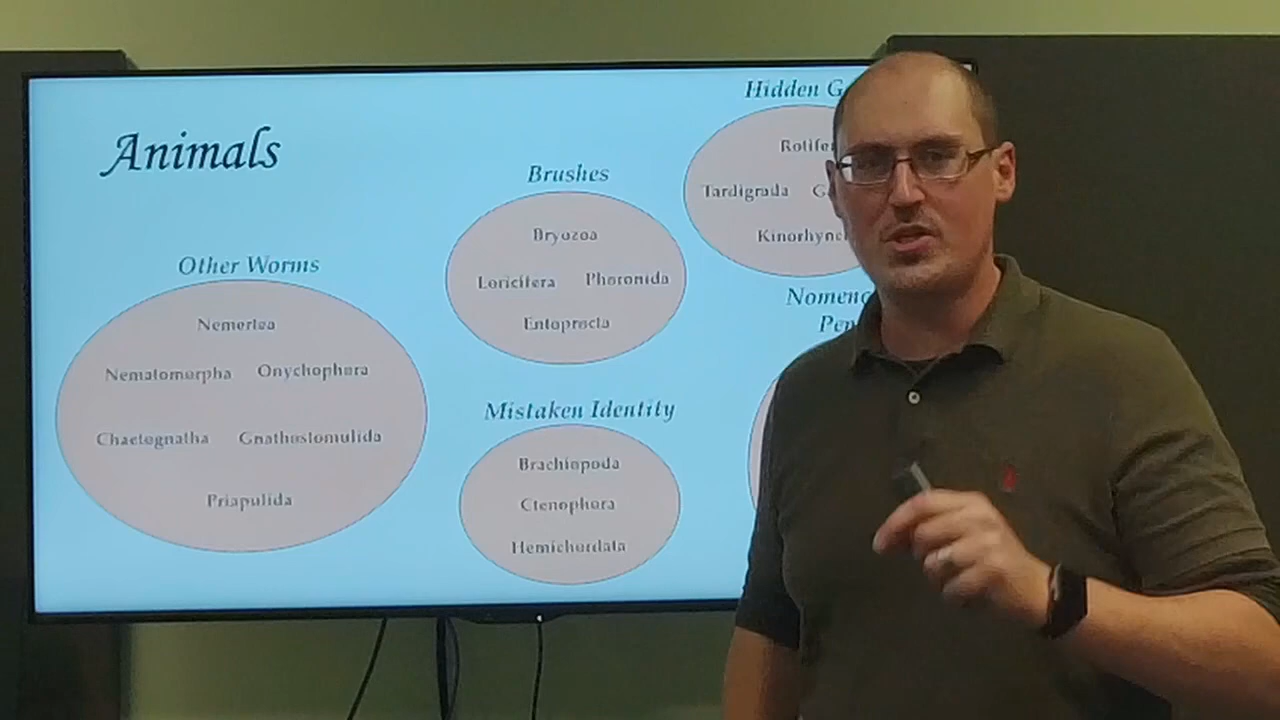 Animals
Other Worms
Nemertea
Nematomorpha Onychophora
Chaetognatha Gnathostomulida
Priapulida
Brushes
Bryozoa
Loricifera Phoronida
Entoprocta
Mistaken Identity
Brachiopoda
Ctenophora
Hemichordata
Hidden
Tardigrada